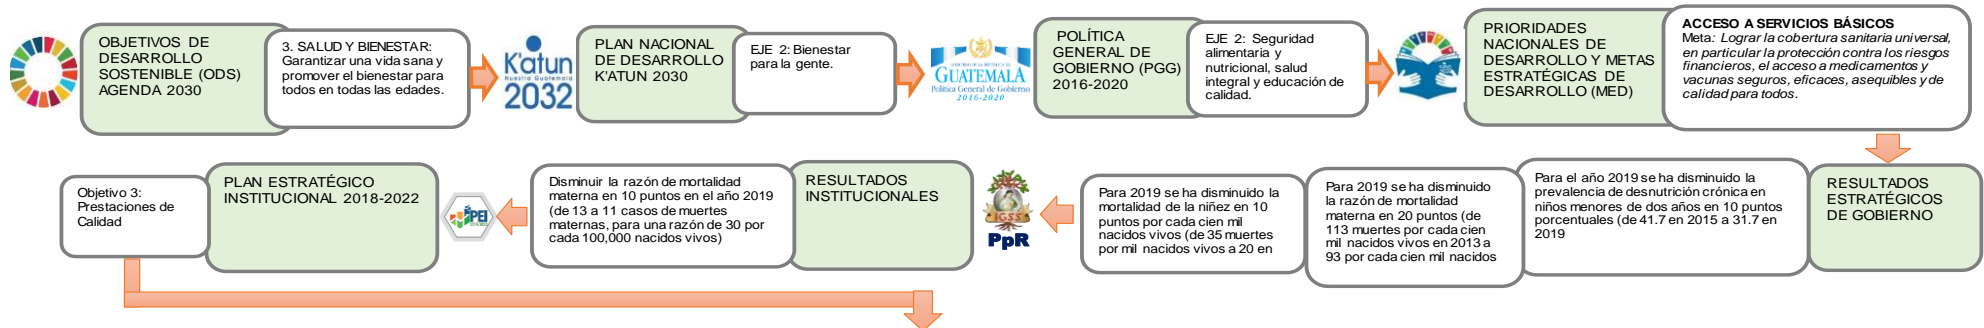 OBJETIVOS DE
DESARROLLO
SOSTENIBLE (ODS)
AGENDA 2030
3. SALUD Y BIENESTAR:
Garantizar una vida sana y
promover el bienestar para
todos en todas las edades.
K'atun
Nuestra Guatemala
2032
PLAN NACIONAL
DE DESARROLLO
K'ATUN 2030
EJE 2: Bienestar
para la gente.
GOBIERNO DE LA REPÚBLICA DE
GUATEMALA
Política General de Gobierno
2016-2020
POLÍTICA
GENERAL DE
GOBIERNO (PGG)
2016-2020
EJE 2: Seguridad
alimentaria y
nutricional, salud
integral y educación de
calidad.
PRIORIDADES
NACIONALES DE
DESARROLLO Y METAS
ESTRATÉGICAS DE
DESARROLLO (MED)
ACCESO A SERVICIOS BÁSICOS
Meta: Lograr la cobertura sanitaria universal,
en particular la protección contra los riesgos
financieros, el acceso a medicamentos y
vacunas seguros, eficaces, asequibles y de
calidad para todos.
Objetivo 3:
Prestaciones de
Calidad
PLAN ESTRATÉGICO
INSTITUCIONAL 2018-2022
PEI
Disminuir la razón de mortalidad
materna en 10 puntos en el año 2019
(de 13 a 11 casos de muertes
maternas, para una razón de 30 por
cada 100,000 nacidos vivos)
RESULTADOS
INSTITUCIONALES
IGSS
PpR
Para 2019 se ha disminuido la
mortalidad de la niñez en 10
puntos por cada cien mil
nacidos vivos (de 35 muertes
por mil nacidos vivos a 20 en
Para 2019 se ha disminuido
la razón de mortalidad
materna en 20 puntos (de
113 muertes por cada cien
mil nacidos vivos en 2013 a
93 por cada cien mil nacidos
Para el año 2019 se ha disminuido la
prevalencia de desnutrición crónica en
niños menores de dos años en 10 puntos
porcentuales (de 41.7 en 2015 a 31.7 en
2019
RESULTADOS
ESTRATÉGICOS
DE GOBIERNO